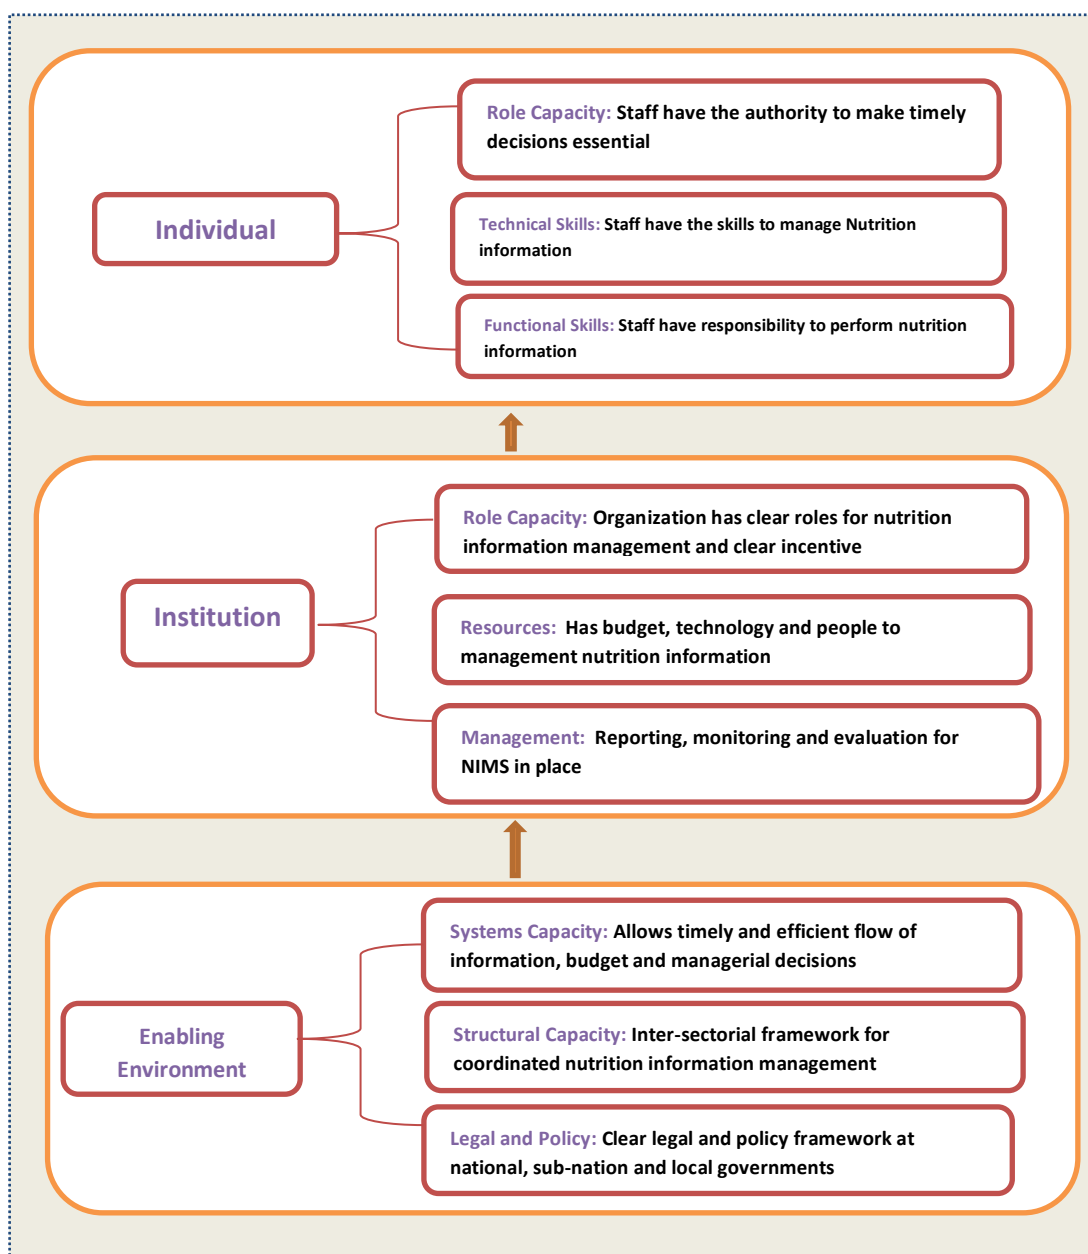 Role Capacity: Staff have the authority to make timely
decisions essential
Individual
Technical Skills: Staff have the skills to manage Nutrition
information
Functional Skills: Staff have responsibility to perform nutrition
information
Role Capacity: Organization has clear roles for nutrition
information management and clear incentive
Institution
Resources: Has budget, technology and people to
management nutrition information
Management: Reporting, monitoring and evaluation for
NIMS in place
Systems Capacity: Allows timely and efficient flow of
information, budget and managerial decisions
Enabling
Environment
Structural Capacity: Inter-sectorial framework for
coordinated nutrition information management
Legal and Policy: Clear legal and policy framework at
national, sub-nation and local governments